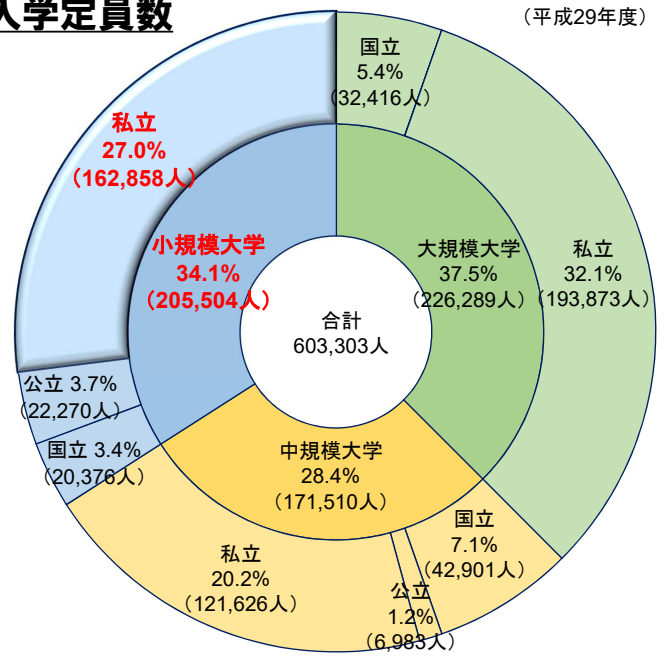 入学定員数
（平成29年度）
国立
5.4%
（32,416人）
私立
32.1%
（193,873人）
大規模大学
37.5%
（226,289人）
私立
27.0%
（162,858人）
小規模大学
34.1%
（205,504人）
合計
603,303人
公立 3.7%
（22,270人）
国立 3.4%
（20,376人）
中規模大学
28.4%
（171,510人）
国立
7.1%
（42,901人）
公立
1.2%
（6,983人）
私立
20.2%
（121,626人）